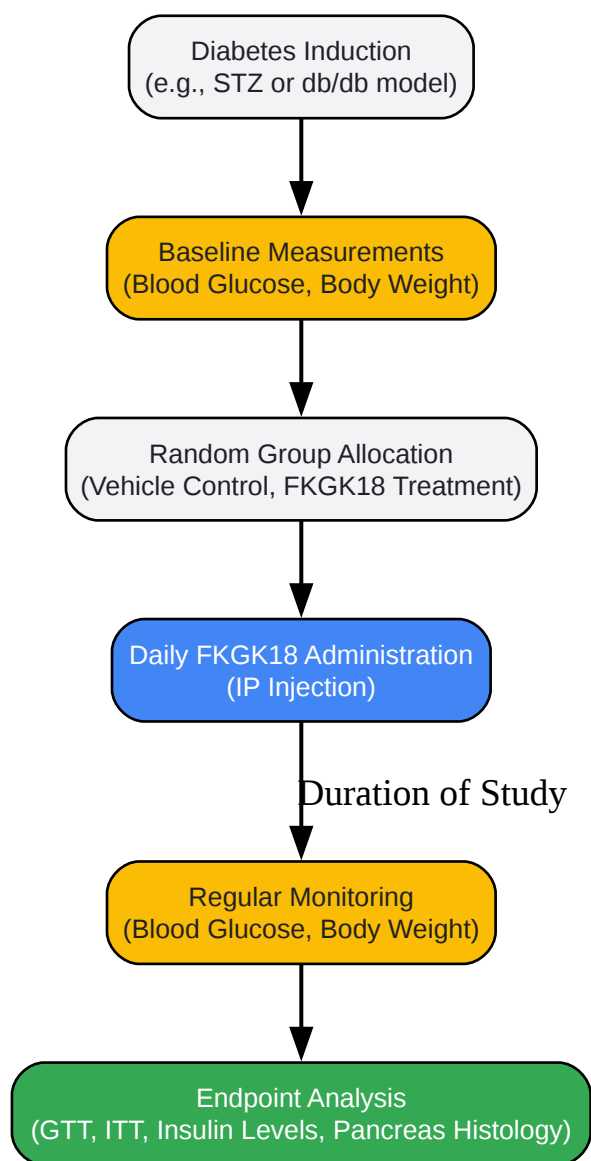 Diabetes Induction
(e.g., STZ or db/db model)
Baseline Measurements
(Blood Glucose, Body Weight)
Random Group Allocation
(Vehicle Control, FKGK18 Treatment)
Daily FKGK18 Administration
(IP Injection)
Duration of Study
Regular Monitoring
(Blood Glucose, Body Weight)
Endpoint Analysis
(GTT, ITT, Insulin Levels, Pancreas Histology)